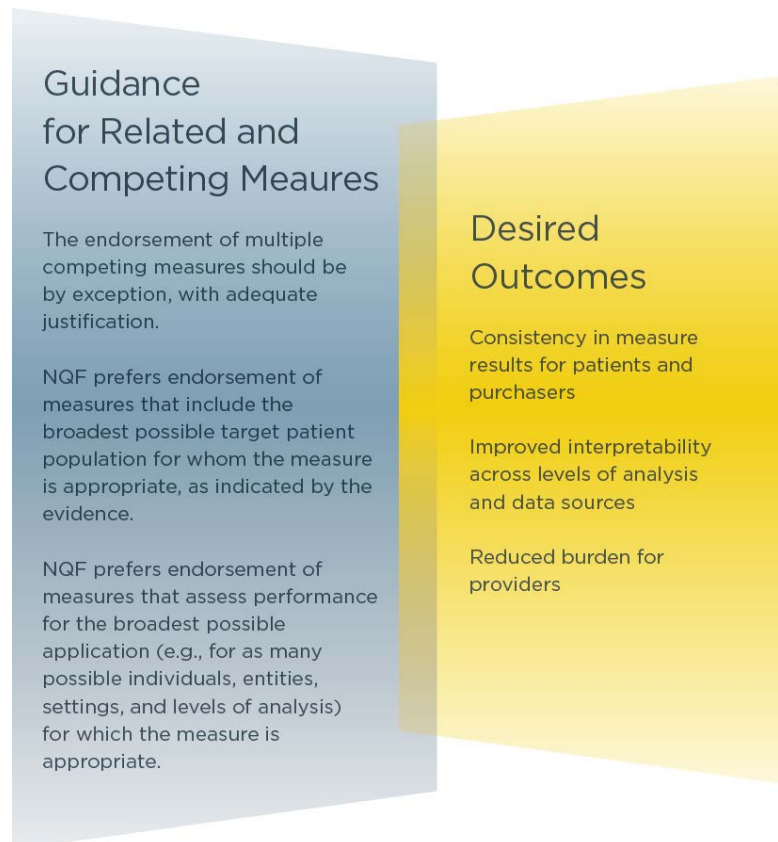 Guidance
for Related and
Competing Meaures
The endorsement of multiple
competing measures should be
by exception, with adequate
justification.
NQF prefers endorsement of
measures that include the
broadest possible target patient
population for whom the measure
is appropriate, as indicated by the
evidence.
NQF prefers endorsement of
measures that assess performance
for the broadest possible
application (e.g., for as many
possible individuals, entities,
settings, and levels of analysis)
for which the measure is
appropriate.
Desired
Outcomes
Consistency in measure
results for patients and
purchasers
Improved interpretability
across levels of analysis
and data sources
Reduced burden for
providers